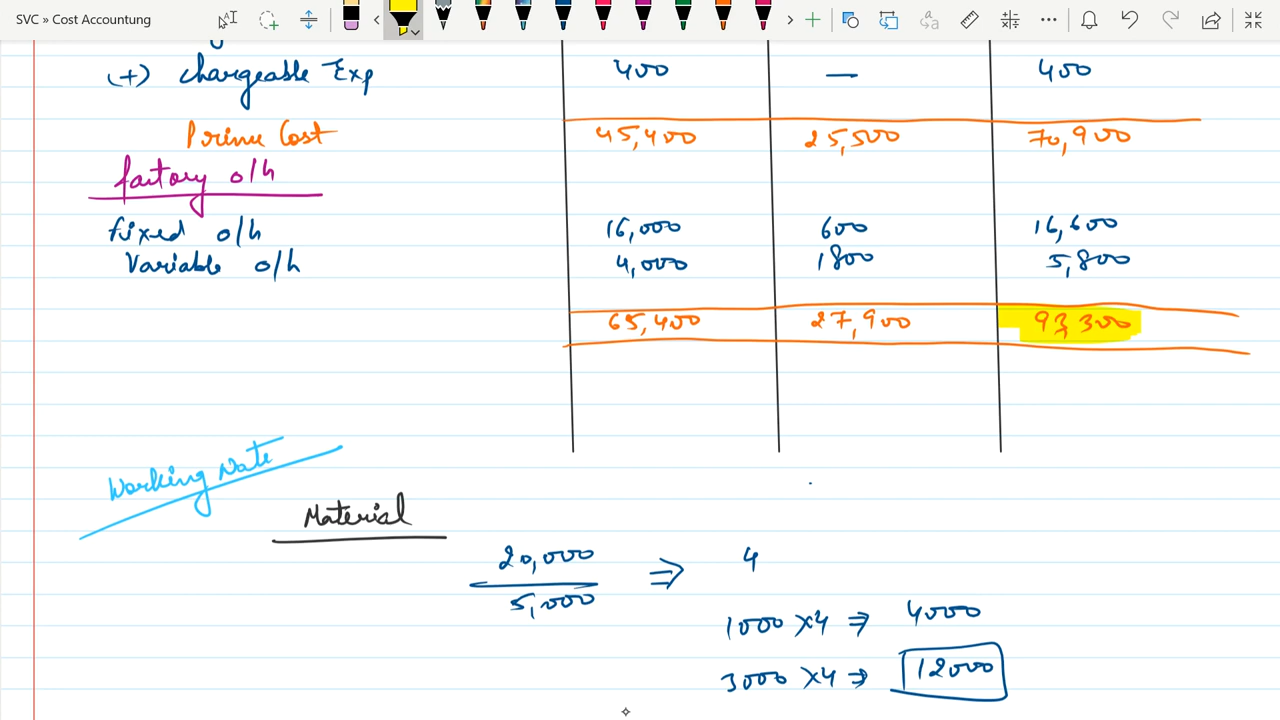 SVC » Cost Accountung
(+) chargeable Exp 400 — 400
Prime Cost 45,400 25,500 70,900
factory o/h
fixed o/h 16,000 600 16,600
Variable o/h 4,000 1800 5,800
65,400 27,900 93,300
Working Note
Material
20,000
5,000
⇒ 4
1000 × 4 ⇒ 4000
3000 × 4 ⇒ 12000